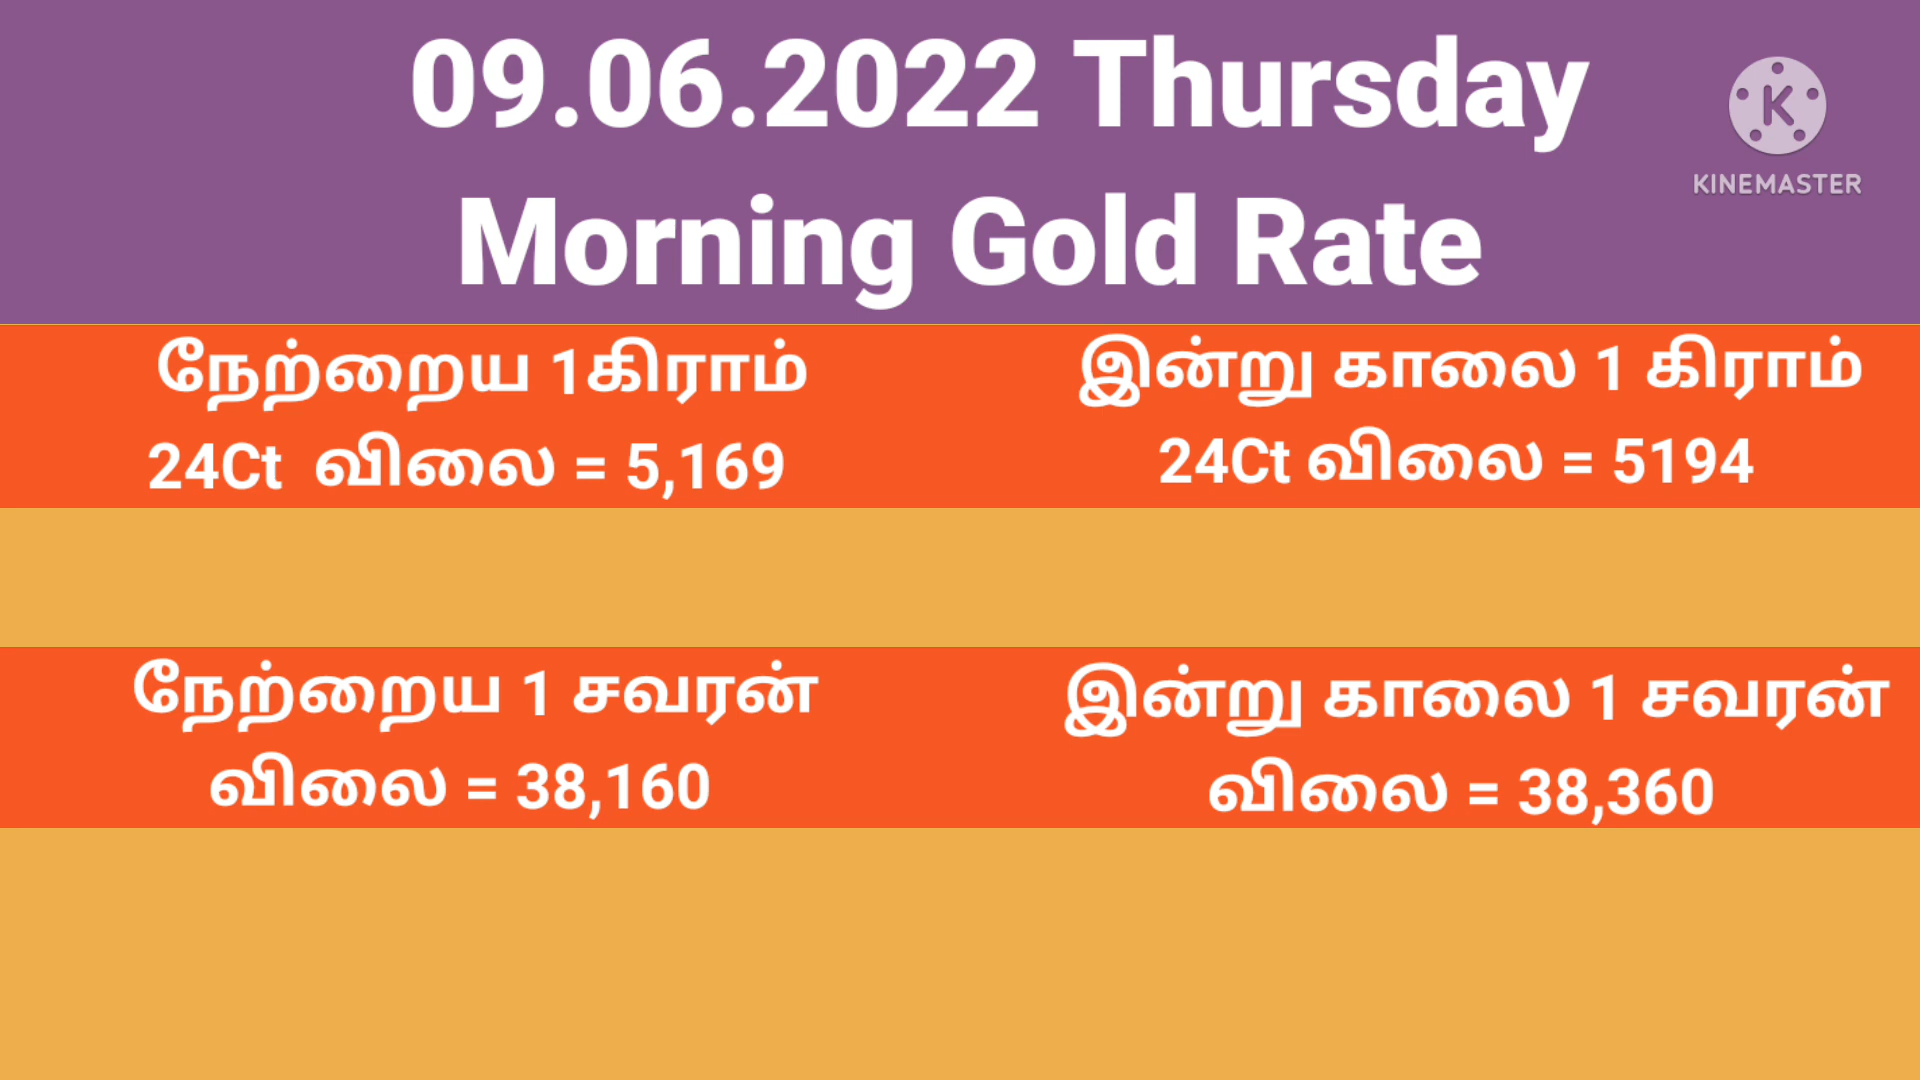 09.06.2022 Thursday
Morning Gold Rate
K
KINEMASTER
நேற்றைய 1கிராம்
24Ct விலை = 5,169
இன்று காலை 1 கிராம்
24Ct விலை = 5194
நேற்றைய 1 சவரன்
விலை = 38,160
இன்று காலை 1 சவரன்
விலை = 38,360